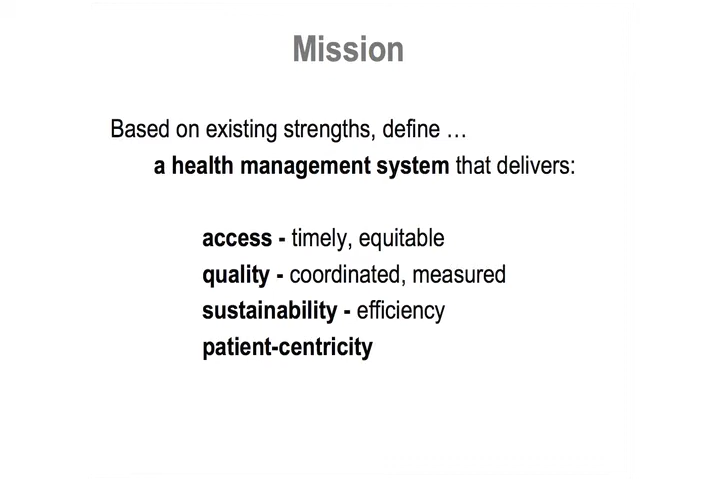 Mission
Based on existing strengths, define …
a health management system that delivers:
access - timely, equitable
quality - coordinated, measured
sustainability - efficiency
patient-centricity